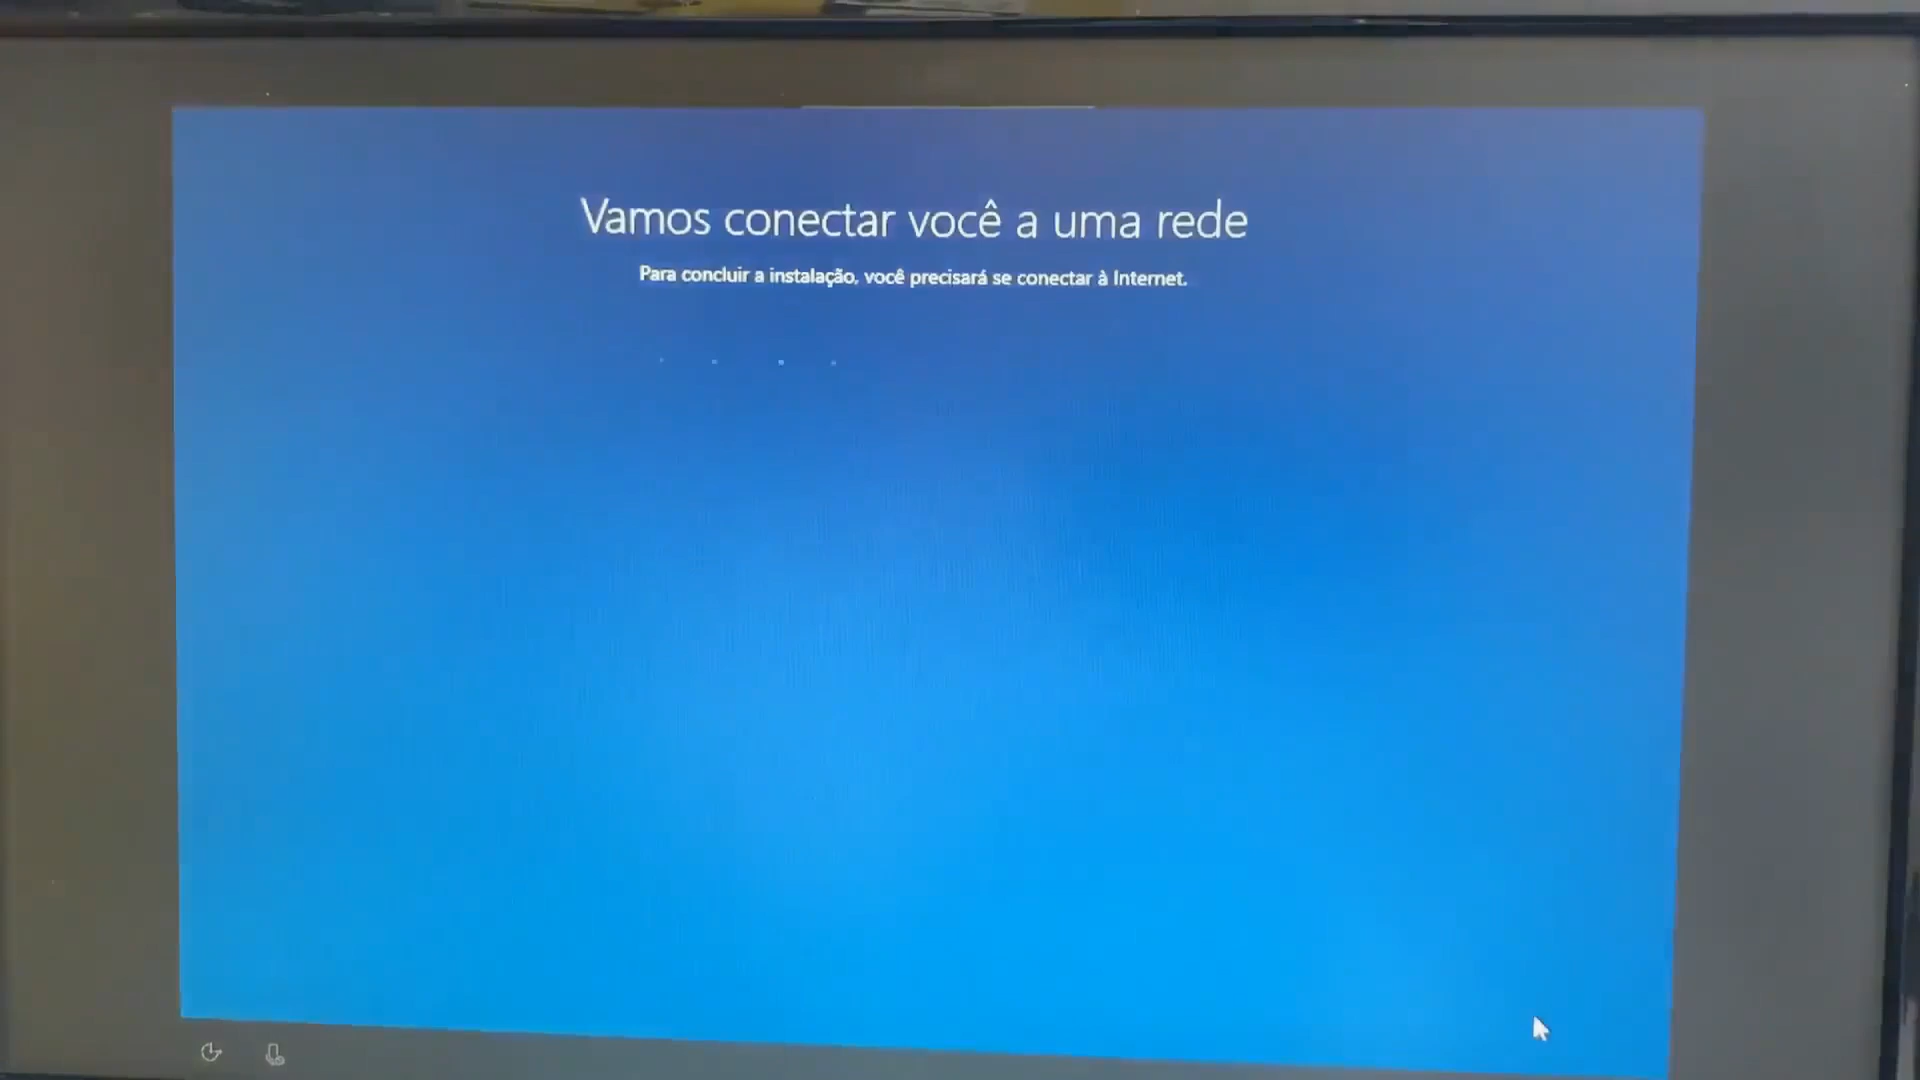 Vamos conectar você a uma rede
Para concluir a instalação, você precisará se conectar à Internet.